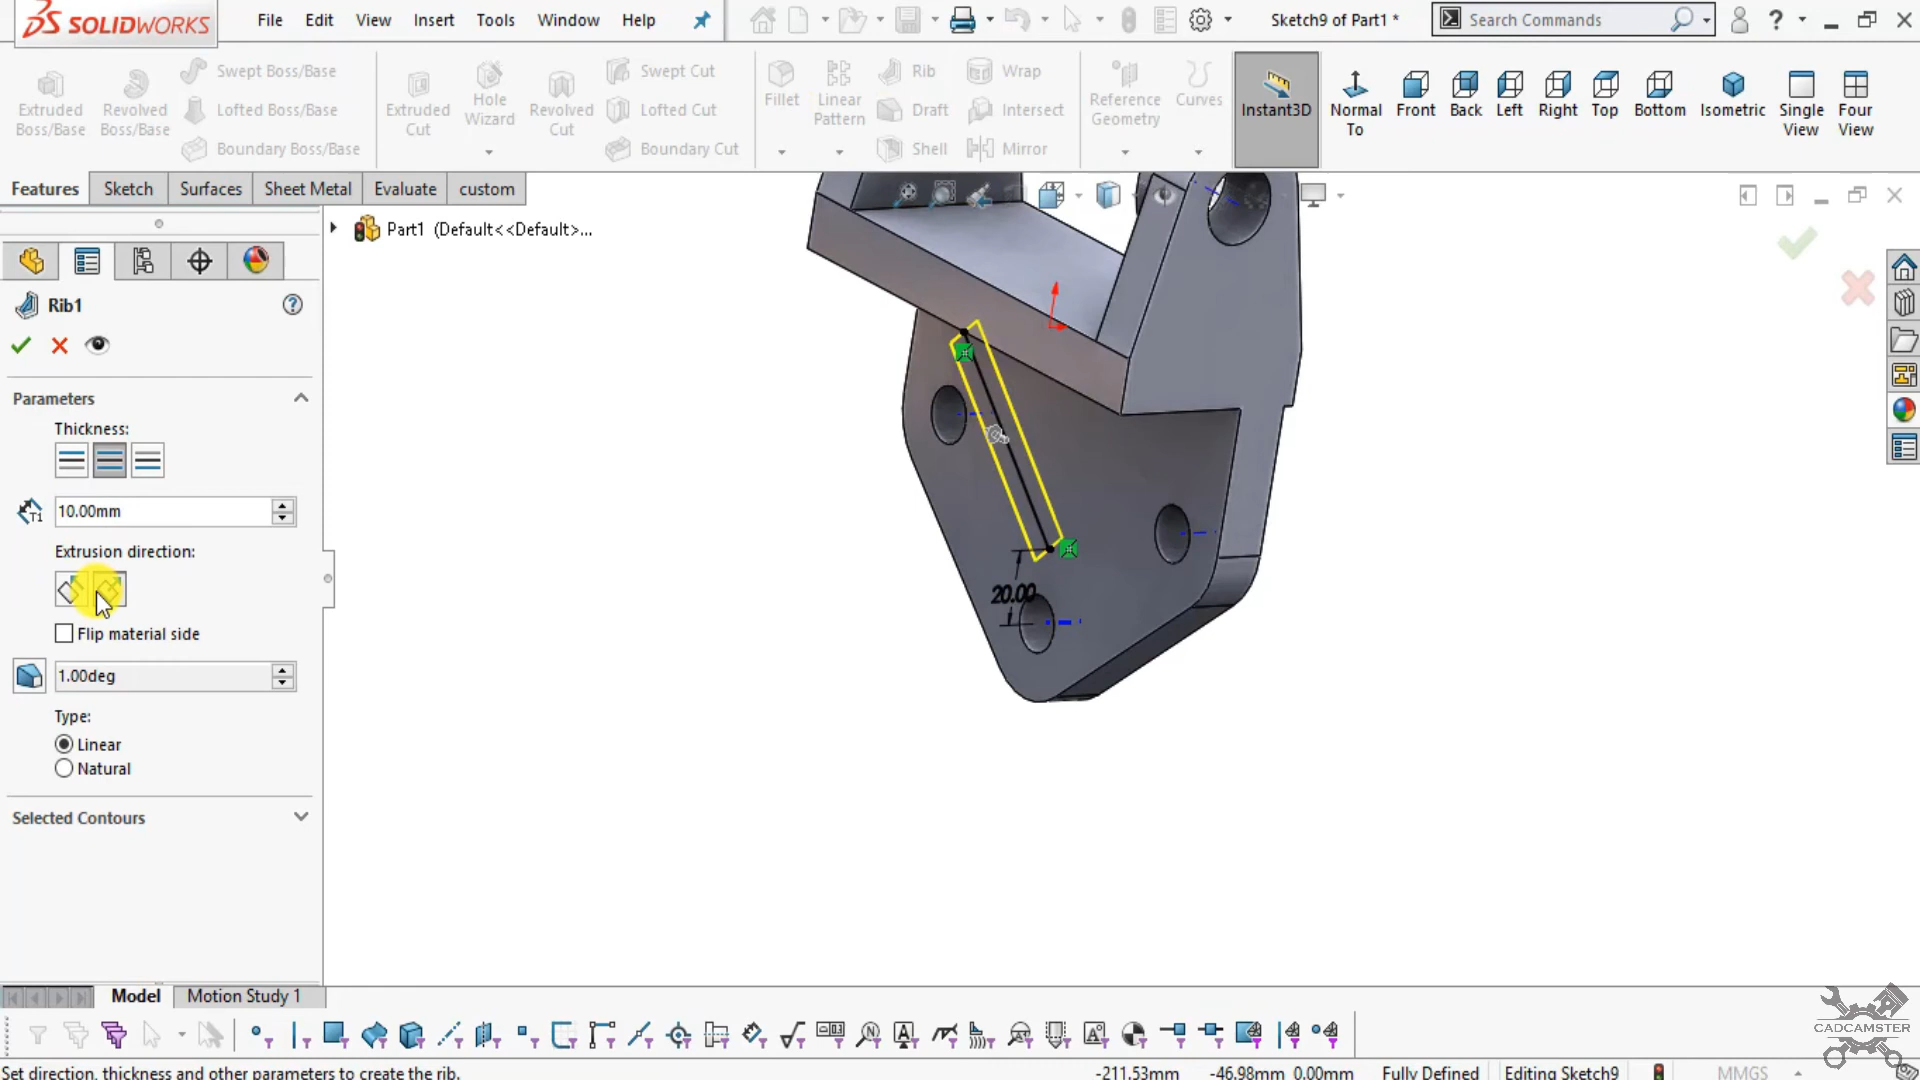 SOLIDWORKS File Edit View Insert Tools Window Help Sketch9 of Part1 * Search Commands
Extruded Boss/Base
Revolved Boss/Base
Swept Boss/Base
Lofted Boss/Base
Boundary Boss/Base
Extruded Cut
Hole Wizard
Revolved Cut
Swept Cut
Lofted Cut
Boundary Cut
Fillet
Linear Pattern
Rib
Draft
Shell
Wrap
Intersect
Mirror
Reference Geometry
Curves
Instant3D
Normal To
Front
Back
Left
Right
Top
Bottom
Isometric
Single View
Four View
Features Sketch Surfaces Sheet Metal Evaluate custom
Part1 (Default<<Default>...
Rib1
Parameters
Thickness:
T1 10.00mm
Extrusion direction:
Flip material side
1.00deg
Type:
Linear
Natural
Selected Contours
20.00
Model Motion Study 1
CADCAMSTER
Set direction, thickness and other parameters to create the rib.
-211.53mm -46.98mm 0.00mm Fully Defined Editing Sketch9 MMGS